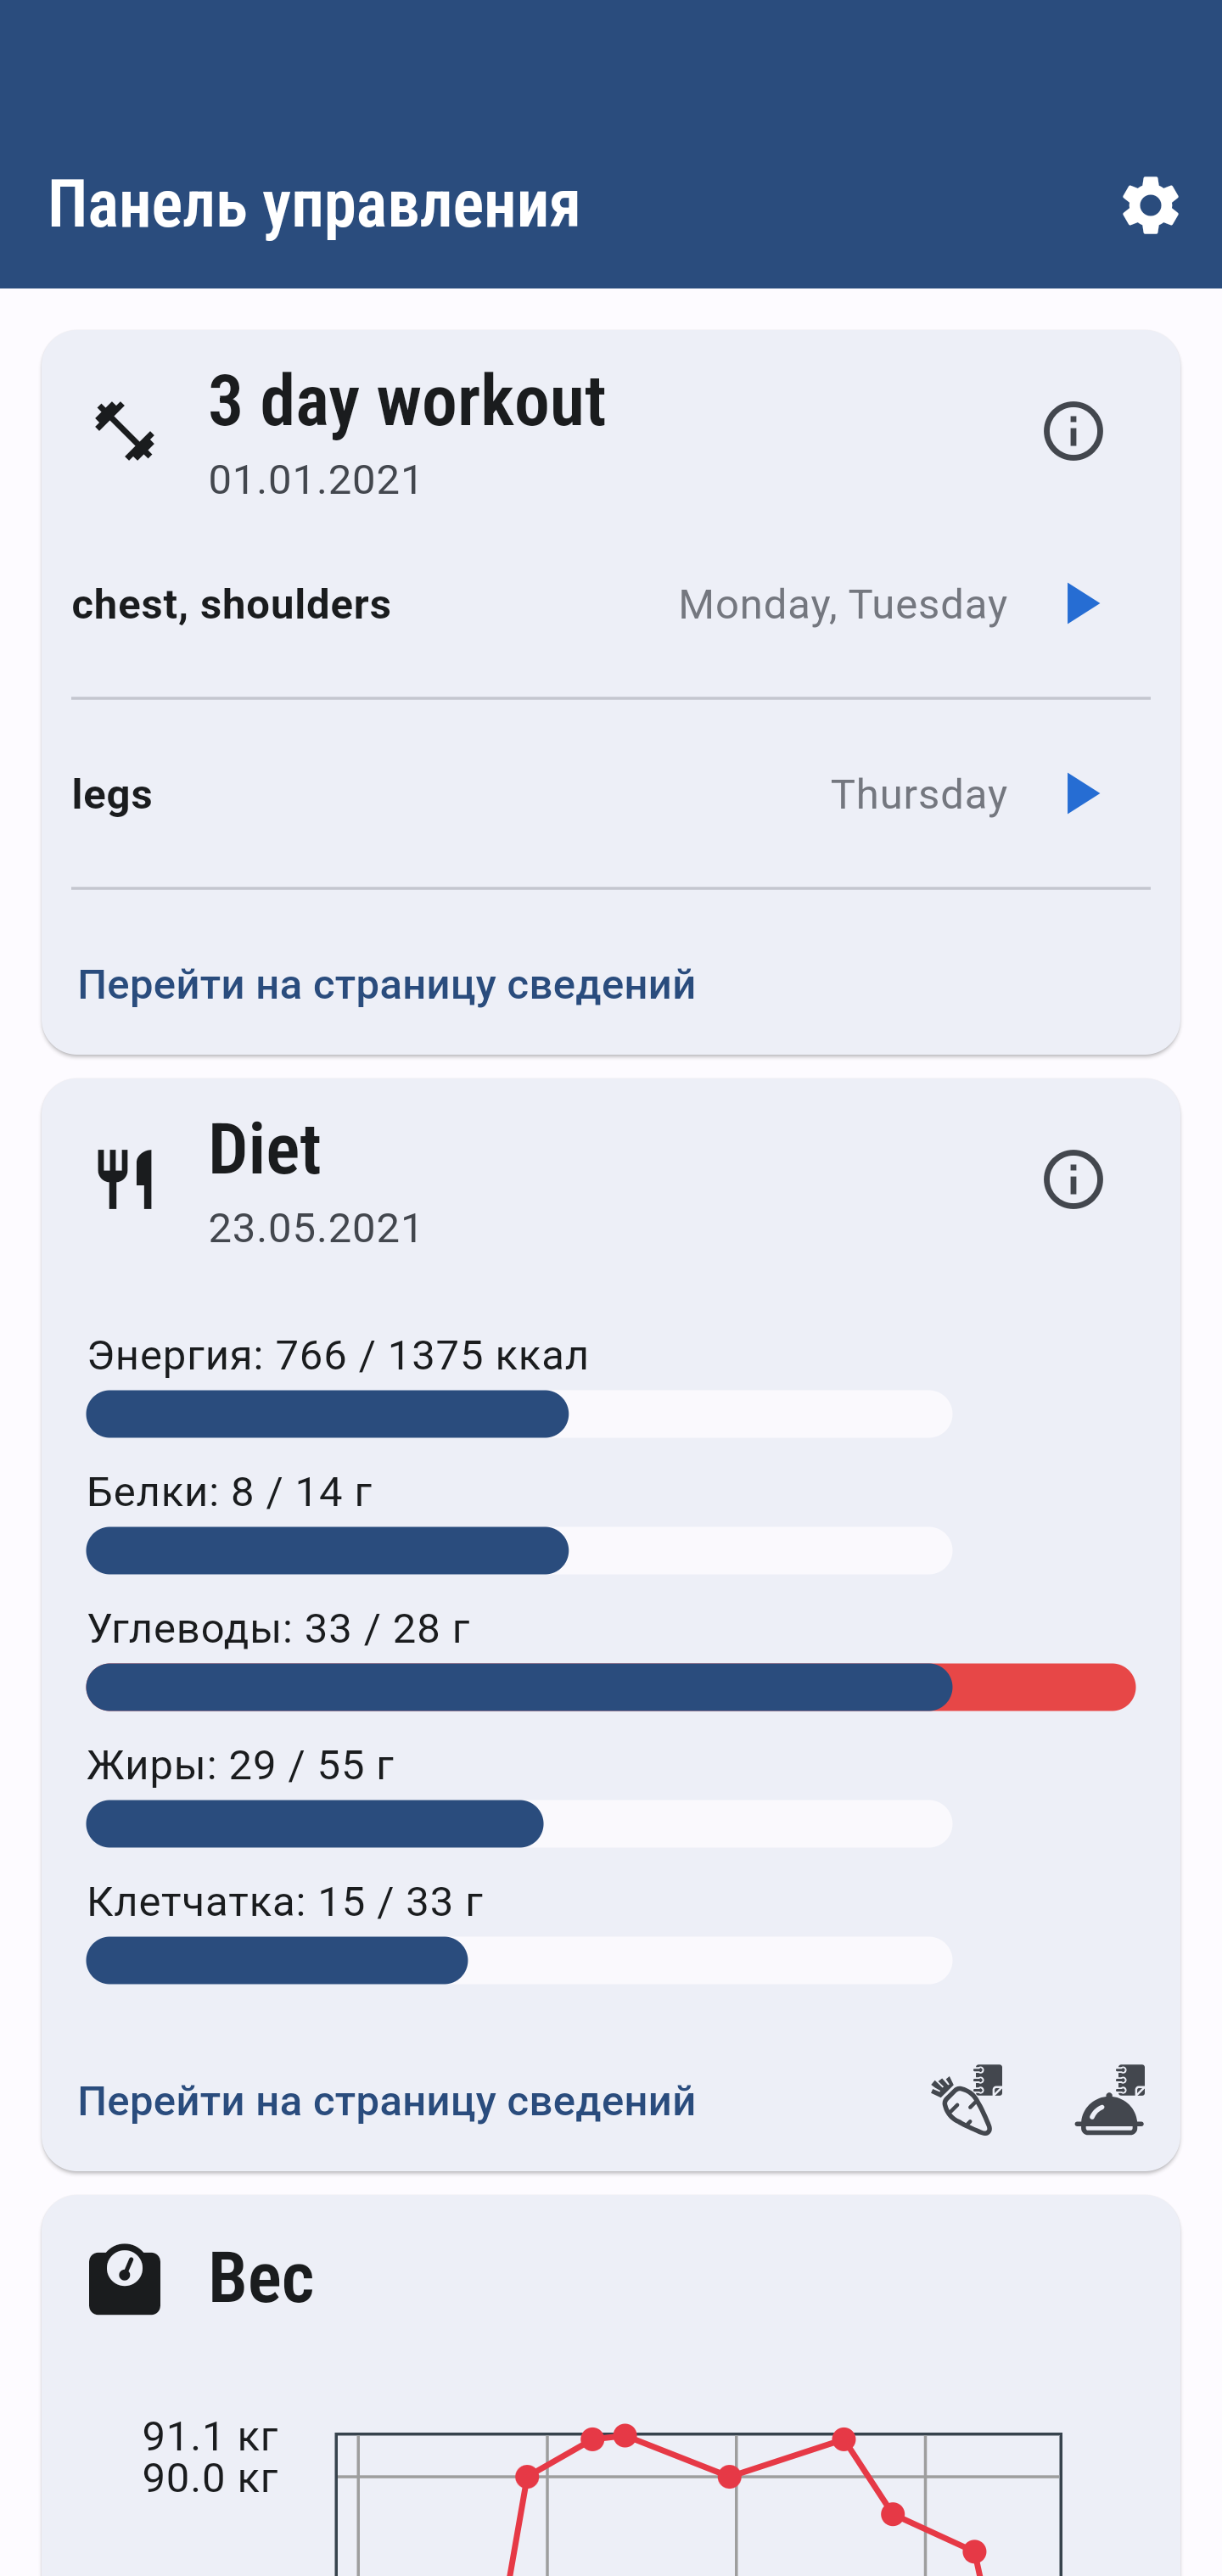 Панель управления
3 day workout
01.01.2021
chest, shoulders Monday, Tuesday
legs Thursday
Перейти на страницу сведений
Diet
23.05.2021
Энергия: 766 / 1375 ккал
Белки: 8 / 14 г
Углеводы: 33 / 28 г
Жиры: 29 / 55 г
Клетчатка: 15 / 33 г
Перейти на страницу сведений
Вес
91.1 кг
90.0 кг